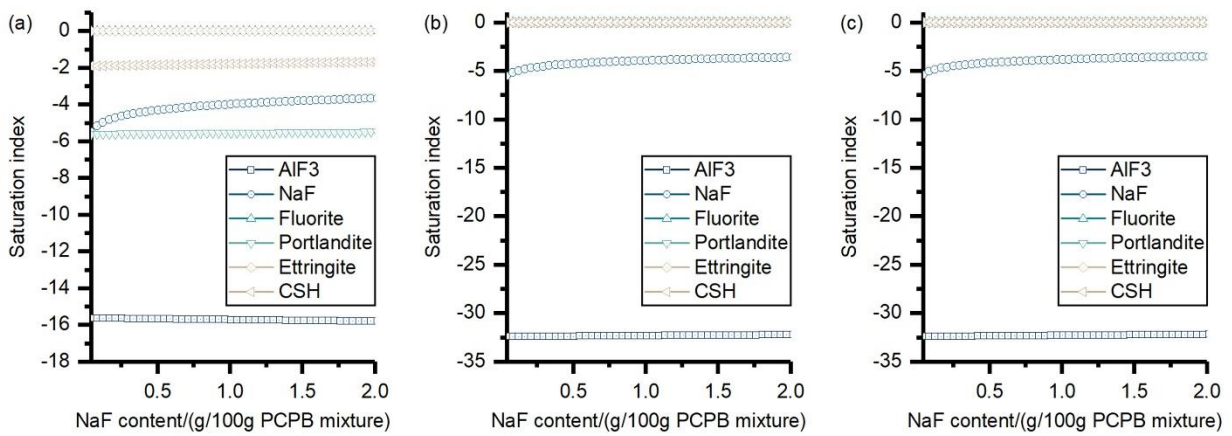 (a)
Saturation index
0
-2
-4
-6
-8
-10
-12
-14
-16
-18
AlF3
NaF
Fluorite
Portlandite
Ettringite
CSH
0.5 1.0 1.5 2.0
NaF content/(g/100g PCPB mixture)
(b)
Saturation index
0
-5
-10
-15
-20
-25
-30
-35
AlF3
NaF
Fluorite
Portlandite
Ettringite
CSH
0.5 1.0 1.5 2.0
NaF content/(g/100g PCPB mixture)
(c)
Saturation index
0
-5
-10
-15
-20
-25
-30
-35
AlF3
NaF
Fluorite
Portlandite
Ettringite
CSH
0.5 1.0 1.5 2.0
NaF content/(g/100g PCPB mixture)